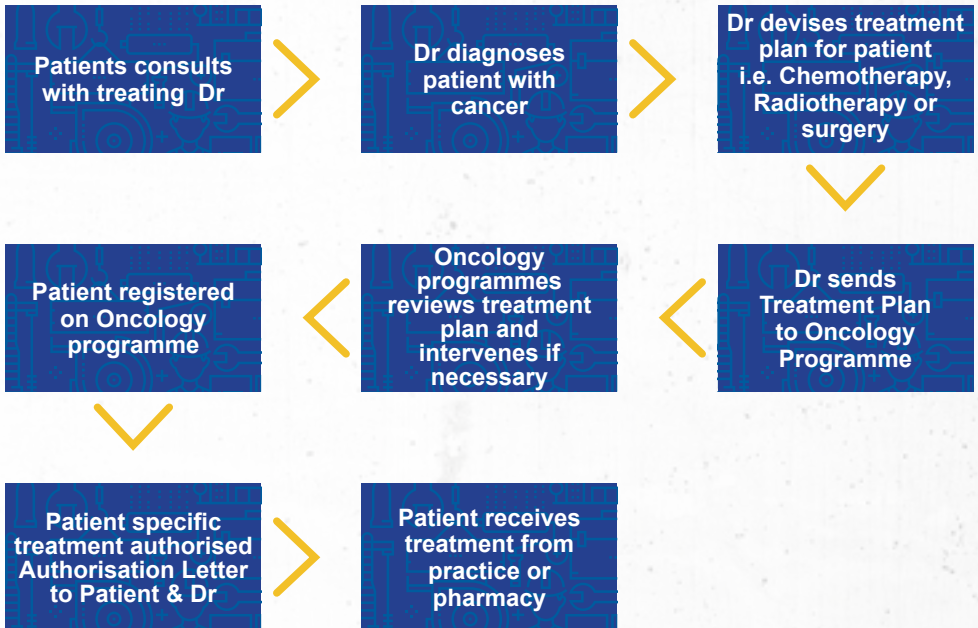 Patients consults
with treating Dr
Dr diagnoses
patient with
cancer
Dr devises treatment
plan for patient
i.e. Chemotherapy,
Radiotherapy or
surgery
Dr sends
Treatment Plan
to Oncology
Programme
Oncology
programmes
reviews treatment
plan and
intervenes if
necessary
Patient registered
on Oncology
programme
Patient specific
treatment authorised
Authorisation Letter
to Patient & Dr
Patient receives
treatment from
practice or
pharmacy